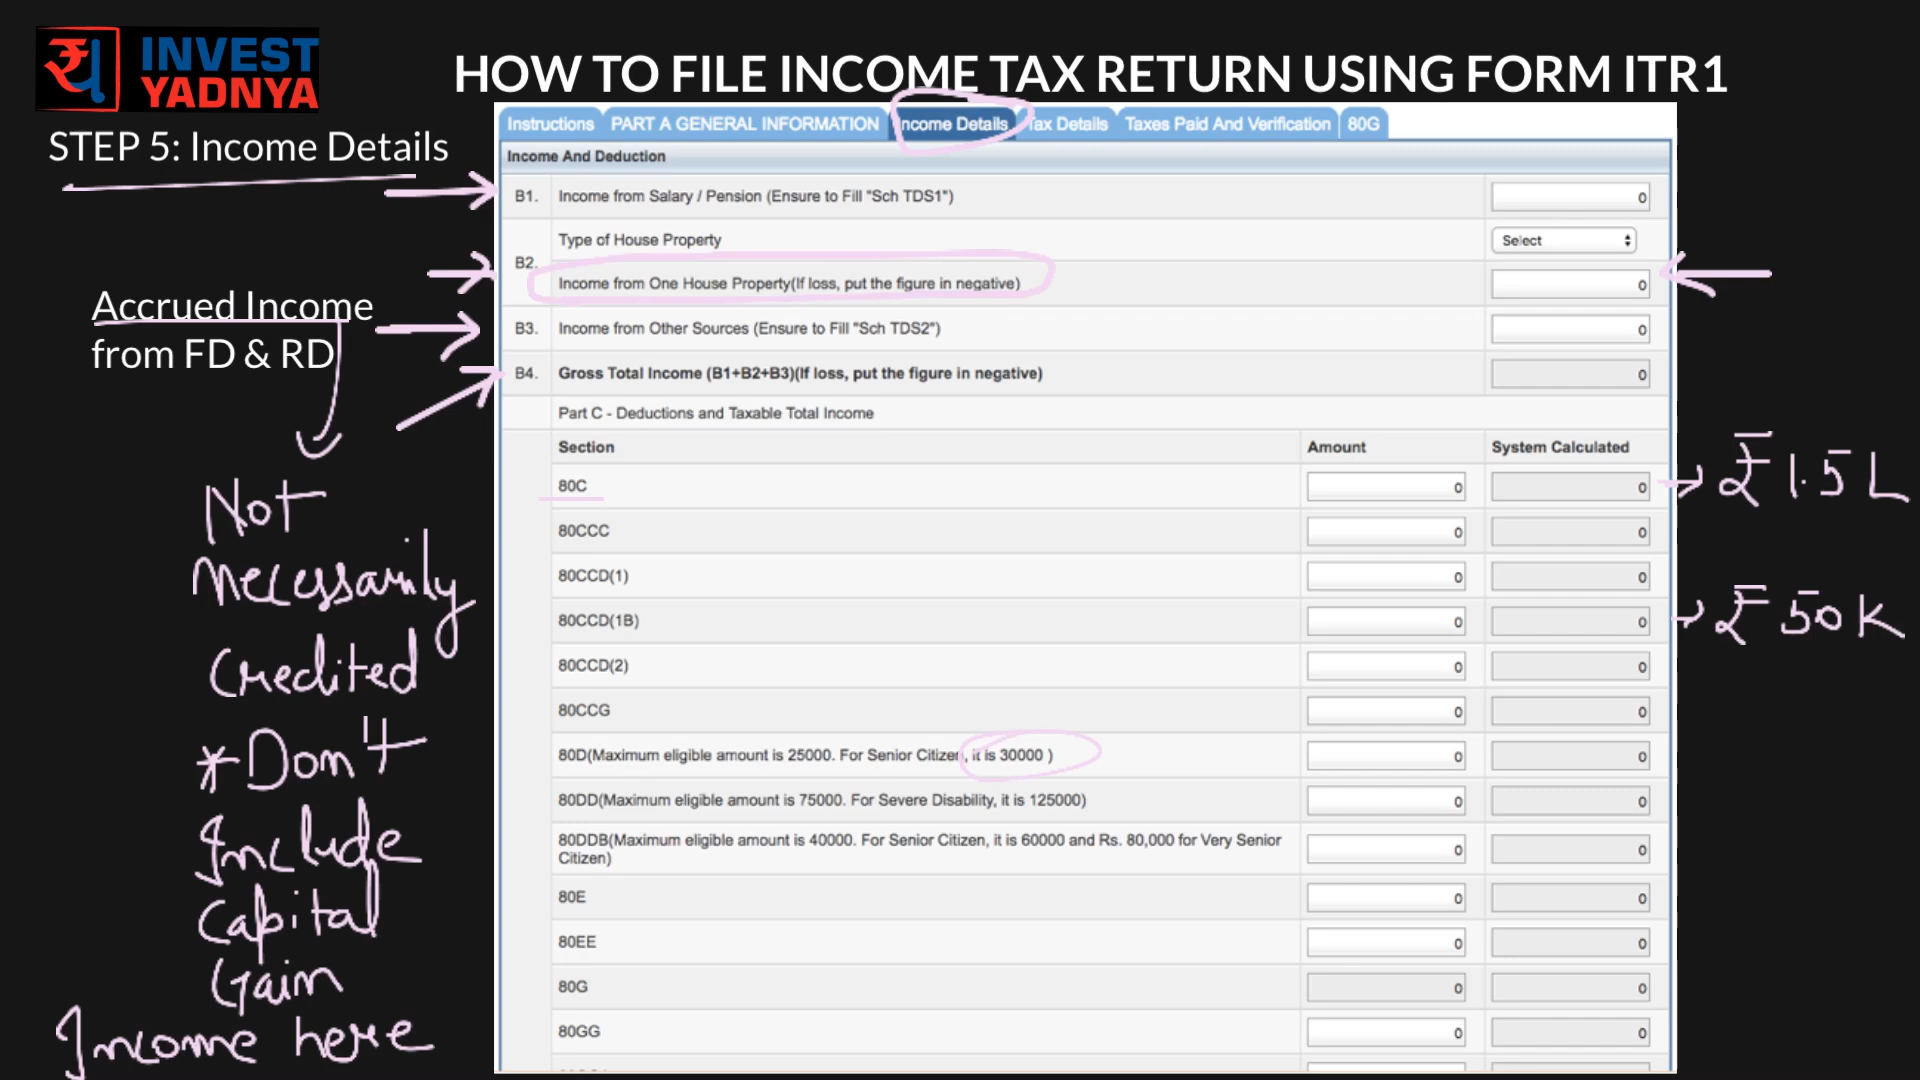 INVEST
YADNYA
HOW TO FILE INCOME TAX RETURN USING FORM ITR1
STEP 5: Income Details
Accrued Income
from FD & RD
Not
necessarily
Credited
*Don't
Include
Capital
Gain
Income here
Instructions PART A GENERAL INFORMATION Income Details Tax Details Taxes Paid And Verification 80G
Income And Deduction
B1. Income from Salary / Pension (Ensure to Fill "Sch TDS1") 0
Type of House Property Select
B2.
Income from One House Property(If loss, put the figure in negative) 0
B3. Income from Other Sources (Ensure to Fill "Sch TDS2") 0
B4. Gross Total Income (B1+B2+B3)(If loss, put the figure in negative) 0
Part C - Deductions and Taxable Total Income
Section Amount System Calculated
80C 0 0 → ₹ 1.5 L
80CCC 0 0
80CCD(1) 0 0
80CCD(1B) 0 0 → ₹ 50 K
80CCD(2) 0 0
80CCG 0 0
80D(Maximum eligible amount is 25000. For Senior Citizen, it is 30000 ) 0 0
80DD(Maximum eligible amount is 75000. For Severe Disability, it is 125000) 0 0
80DDB(Maximum eligible amount is 40000. For Senior Citizen, it is 60000 and Rs. 80,000 for Very Senior
Citizen) 0 0
80E 0 0
80EE 0 0
80G 0 0
80GG 0 0